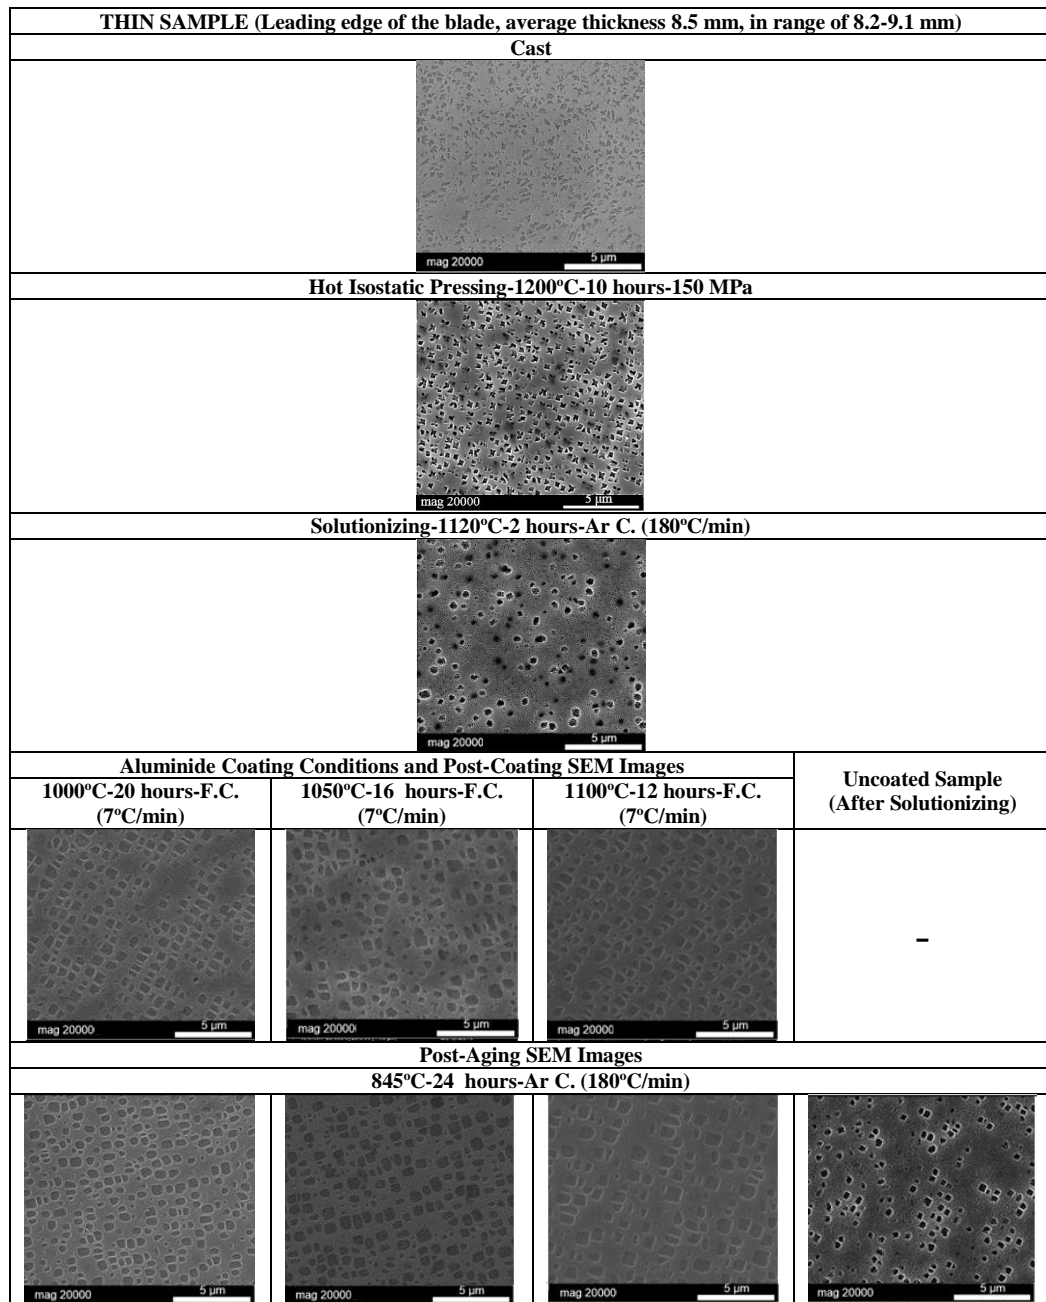 THIN SAMPLE (Leading edge of the blade, average thickness 8.5 mm, in range of 8.2-9.1 mm)
Cast
mag 20000 5 µm
Hot Isostatic Pressing-1200ºC-10 hours-150 MPa
mag 20000 5 µm
Solutionizing-1120ºC-2 hours-Ar C. (180ºC/min)
mag 20000 5 µm
Aluminide Coating Conditions and Post-Coating SEM Images
Uncoated Sample
(After Solutionizing)
1000ºC-20 hours-F.C.
(7ºC/min)
1050ºC-16 hours-F.C.
(7ºC/min)
1100ºC-12 hours-F.C.
(7ºC/min)
mag 20000 5 µm
mag 20000 5 µm
mag 20000 5 µm
–
Post-Aging SEM Images
845ºC-24 hours-Ar C. (180ºC/min)
mag 20000 5 µm
mag 20000 5 µm
mag 20000 5 µm
mag 20000 5 µm